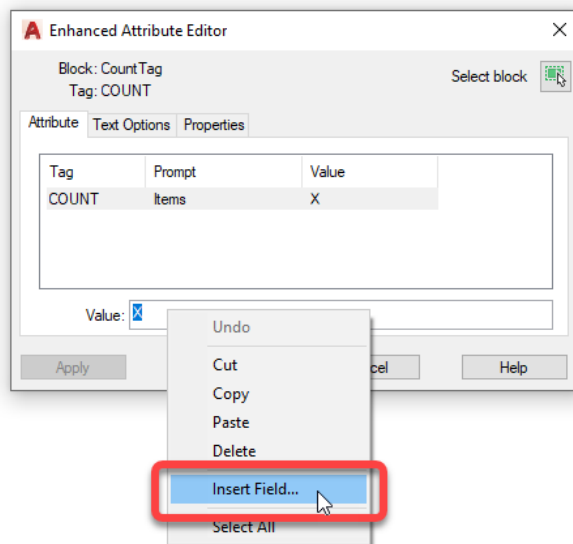 A Enhanced Attribute Editor
Block: CountTag
Tag: COUNT
Select block
Attribute Text Options Properties
Tag Prompt Value
COUNT Items X
Value: X
Undo
Apply cel Help
Cut
Copy
Paste
Delete
Insert Field...
Select All